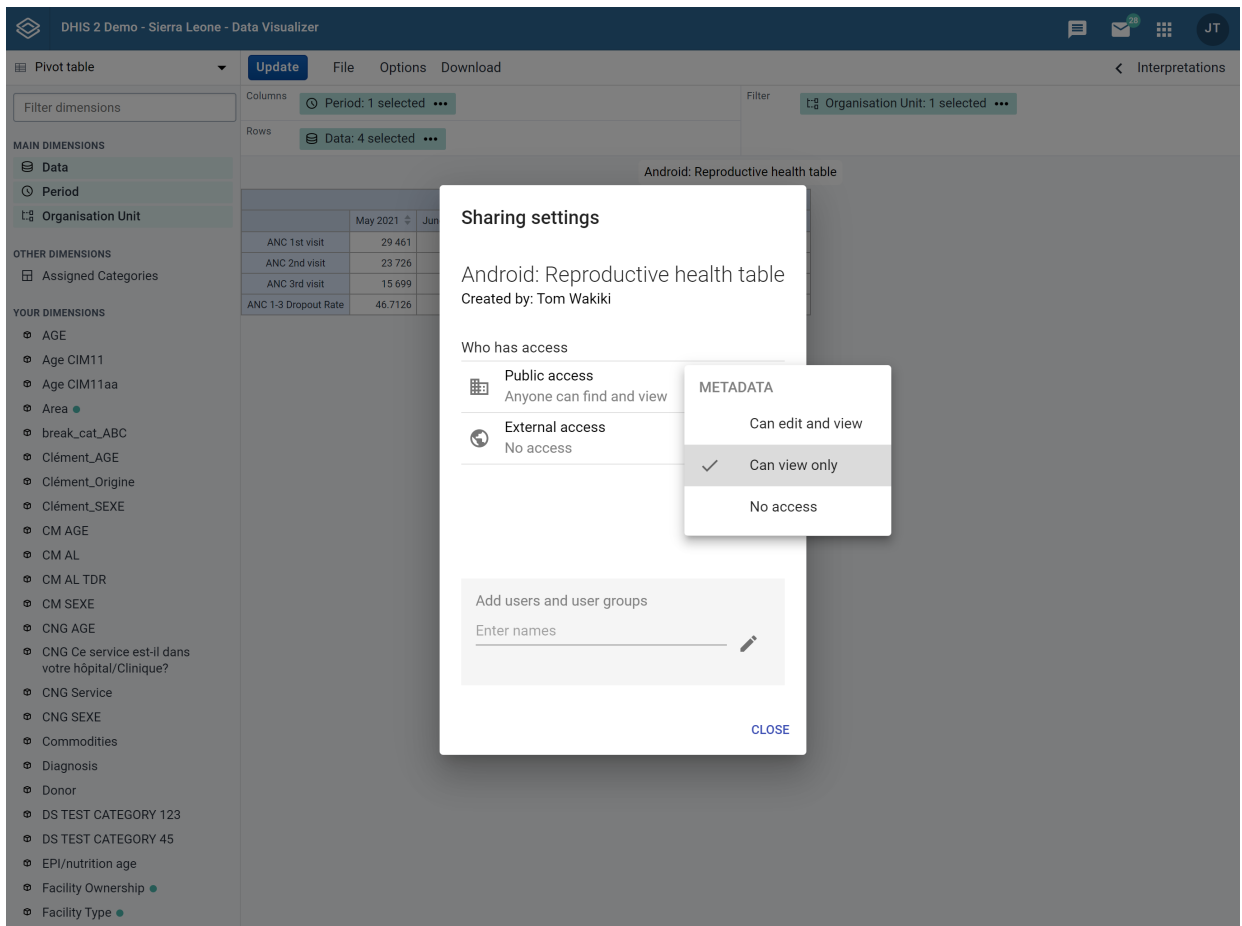 DHIS 2 Demo - Sierra Leone - Data Visualizer
28
JT
Pivot table
Update File Options Download
Interpretations
Filter dimensions
Columns
Period: 1 selected
Filter
Organisation Unit: 1 selected
Rows
Data: 4 selected
MAIN DIMENSIONS
Data
Period
Organisation Unit
OTHER DIMENSIONS
Assigned Categories
YOUR DIMENSIONS
AGE
Age CIM11
Age CIM11aa
Area
break_cat_ABC
Clément_AGE
Clément_Origine
Clément_SEXE
CM AGE
CM AL
CM AL TDR
CM SEXE
CNG AGE
CNG Ce service est-il dans
votre hôpital/Clinique?
CNG Service
CNG SEXE
Commodities
Diagnosis
Donor
DS TEST CATEGORY 123
DS TEST CATEGORY 45
EPI/nutrition age
Facility Ownership
Facility Type
Android: Reproductive health table
May 2021 Jun
ANC 1st visit 29 461
ANC 2nd visit 23 726
ANC 3rd visit 15 699
ANC 1-3 Dropout Rate 46.7126
Sharing settings
Android: Reproductive health table
Created by: Tom Wakiki
Who has access
Public access
Anyone can find and view
External access
No access
METADATA
Can edit and view
Can view only
No access
Add users and user groups
Enter names
CLOSE